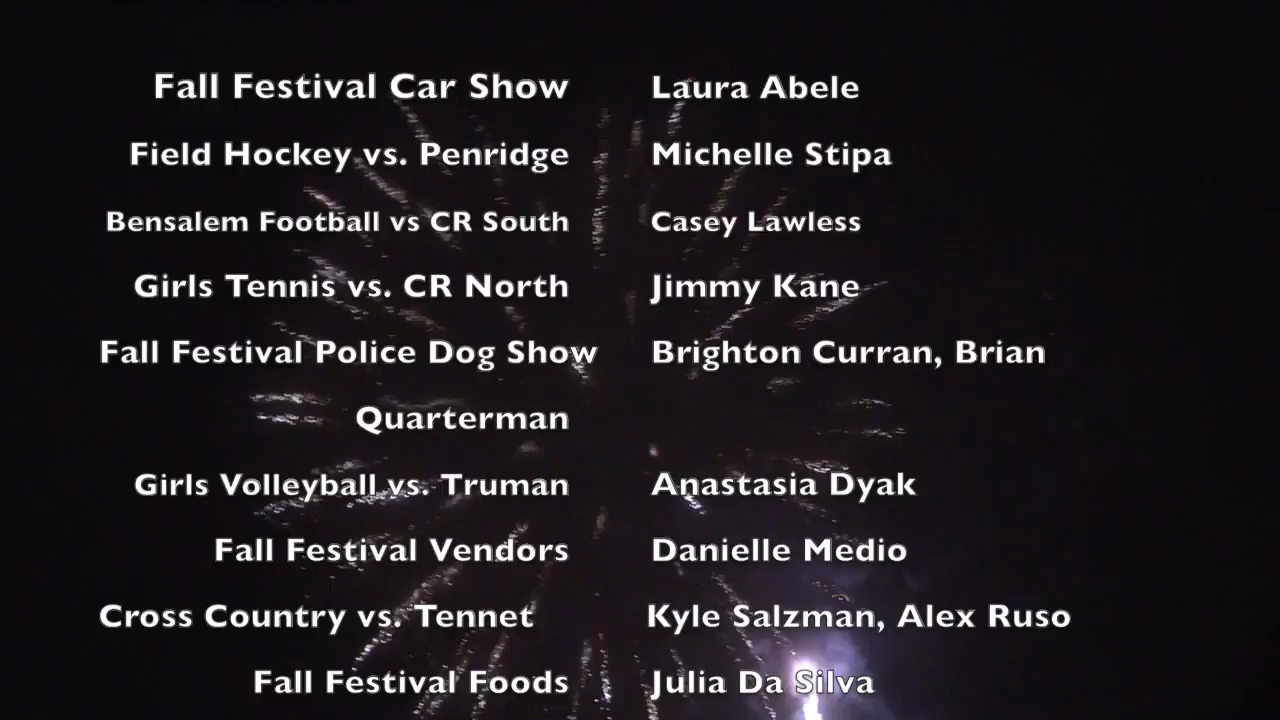 Fall Festival Car Show Laura Abele
Field Hockey vs. Penridge Michelle Stipa
Bensalem Football vs CR South Casey Lawless
Girls Tennis vs. CR North Jimmy Kane
Fall Festival Police Dog Show Brighton Curran, Brian
Quarterman
Girls Volleyball vs. Truman Anastasia Dyak
Fall Festival Vendors Danielle Medio
Cross Country vs. Tennet Kyle Salzman, Alex Ruso
Fall Festival Foods Julia Da Silva